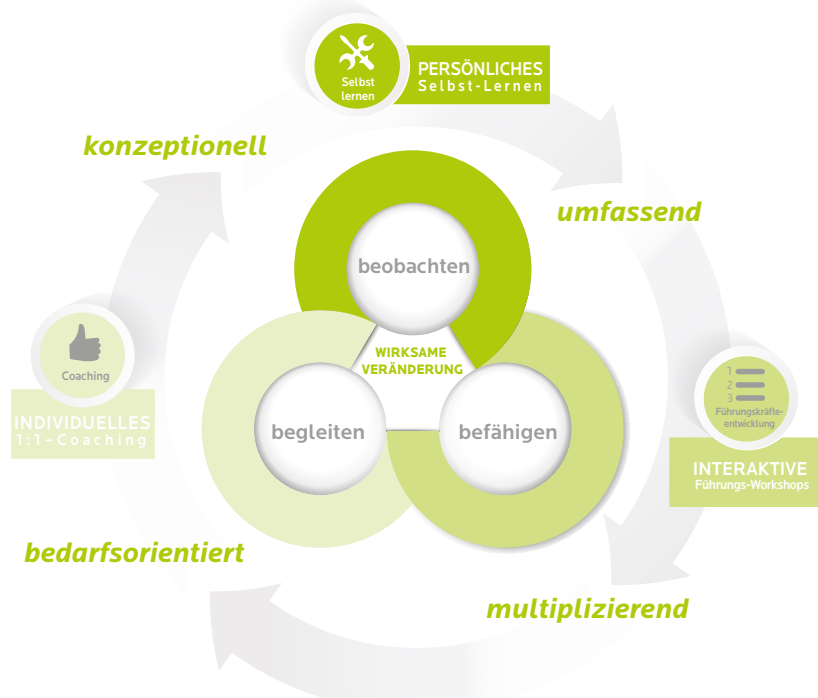 Selbst
lernen
PERSÖNLICHES
Selbst-Lernen
konzeptionell
umfassend
beobachten
WIRKSAME
VERÄNDERUNG
Coaching
INDIVIDUELLES
1:1-Coaching
1
2
3
Führungskräfte-
entwicklung
INTERAKTIVE
Führungs-Workshops
begleiten
befähigen
bedarfsorientiert
multiplizierend